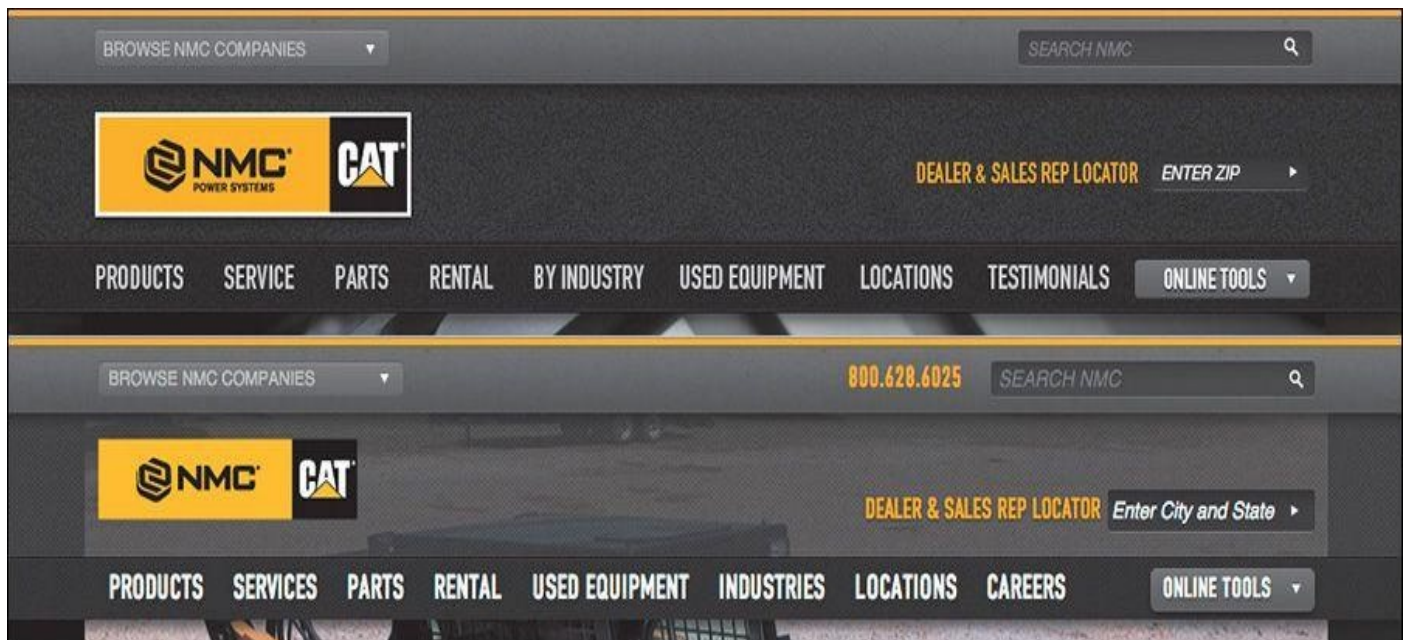 BROWSE NMC COMPANIES
SEARCH NMC
NMC
POWER SYSTEMS
CAT
DEALER & SALES REP LOCATOR ENTER ZIP
PRODUCTS SERVICE PARTS RENTAL BY INDUSTRY USED EQUIPMENT LOCATIONS TESTIMONIALS ONLINE TOOLS
BROWSE NMC COMPANIES 800.628.6025 SEARCH NMC
NMC CAT
DEALER & SALES REP LOCATOR Enter City and State
PRODUCTS SERVICES PARTS RENTAL USED EQUIPMENT INDUSTRIES LOCATIONS CAREERS ONLINE TOOLS